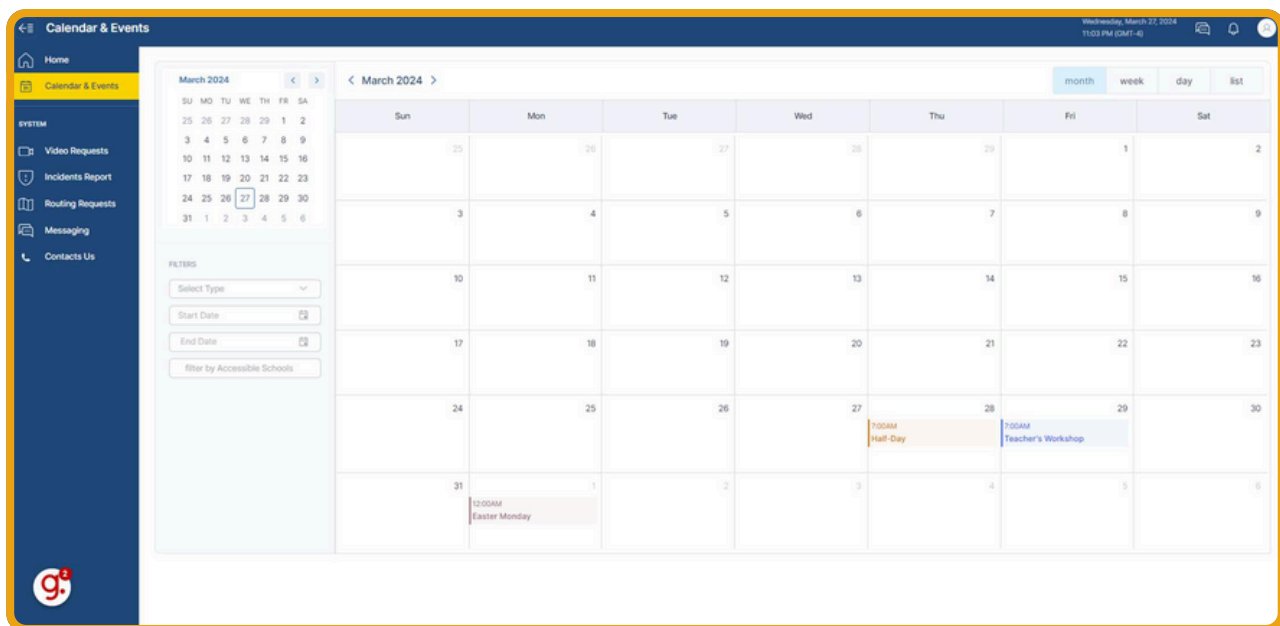 Calendar & Events
Wednesday, March 27, 2024
11:03 PM (GMT-4)
Home
Calendar & Events
SYSTEM
Video Requests
Incidents Report
Routing Requests
Messaging
Contacts Us
g. 2
March 2024
SU MO TU WE TH FR SA
25 26 27 28 29 1 2
3 4 5 6 7 8 9
10 11 12 13 14 15 16
17 18 19 20 21 22 23
24 25 26 27 28 29 30
31 1 2 3 4 5 6
FILTERS
Select Type
Start Date
End Date
filter by Accessible Schools
< March 2024 >
month week day list
Sun Mon Tue Wed Thu Fri Sat
25 26 27 28 29 1 2
3 4 5 6 7 8 9
10 11 12 13 14 15 16
17 18 19 20 21 22 23
24 25 26 27 28 29 30
7:00AM 7:00AM
Half-Day Teacher's Workshop
31 1 2 3 4 5 6
12:00AM
Easter Monday